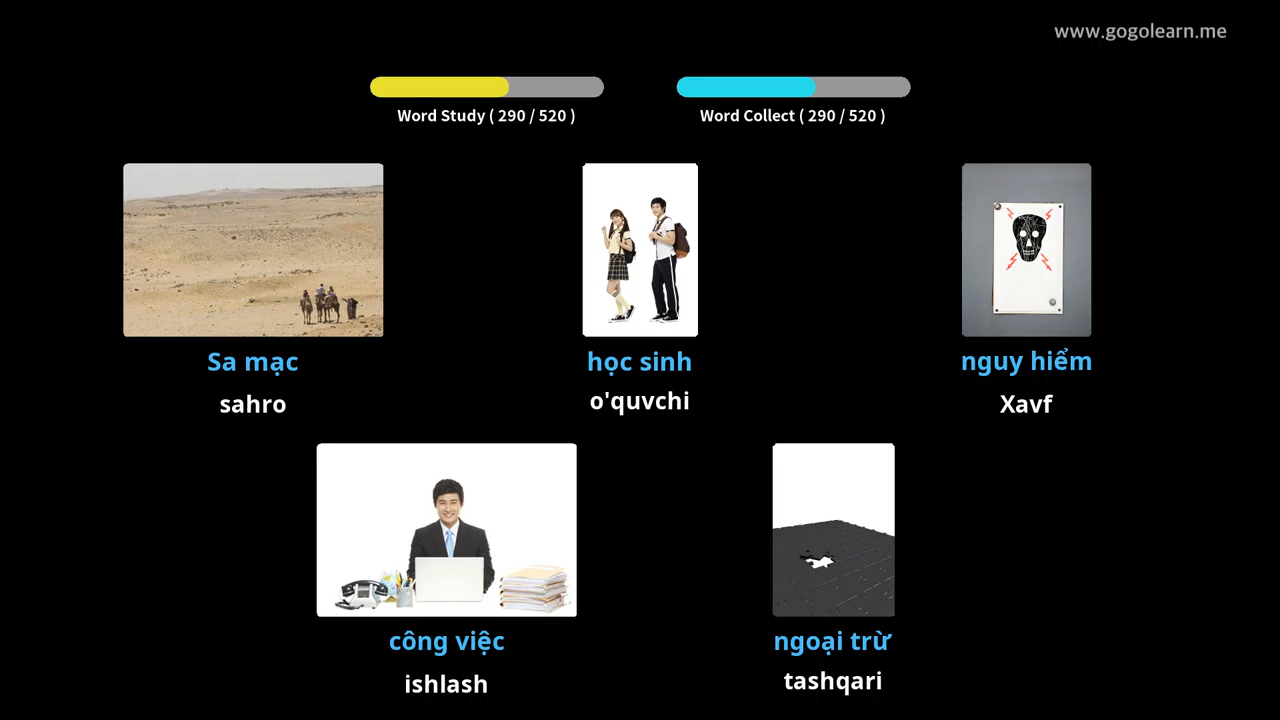 www.gogolearn.me
Word Study ( 290 / 520 )
Word Collect ( 290 / 520 )
Sa mạc
sahro
học sinh
o'quvchi
nguy hiểm
Xavf
công việc
ishlash
ngoại trừ
tashqari